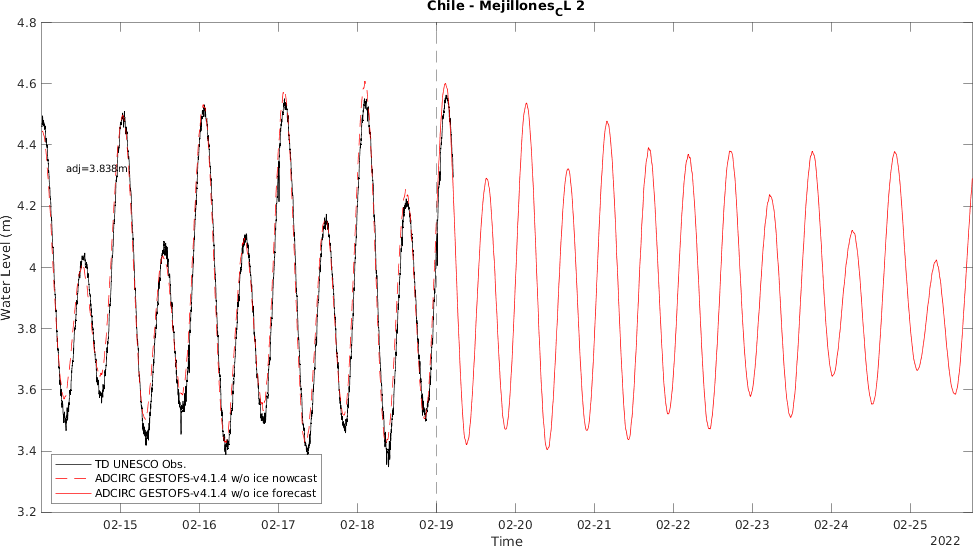 Chile - Mejillones_CL 2
4.8
4.6
4.4
4.2
4
3.8
3.6
3.4
3.2
Water Level (m)
adj=3.838m
TD UNESCO Obs.
ADCIRC GESTOFS-v4.1.4 w/o ice nowcast
ADCIRC GESTOFS-v4.1.4 w/o ice forecast
02-15 02-16 02-17 02-18 02-19 02-20 02-21 02-22 02-23 02-24 02-25
Time
2022